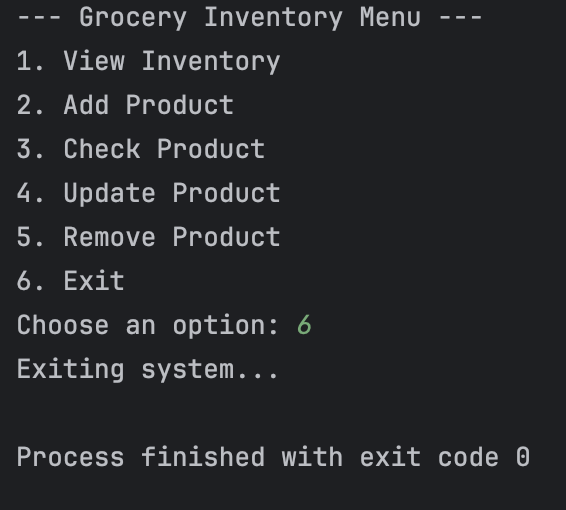 --- Grocery Inventory Menu ---
1. View Inventory
2. Add Product
3. Check Product
4. Update Product
5. Remove Product
6. Exit
Choose an option: 6
Exiting system...
Process finished with exit code 0